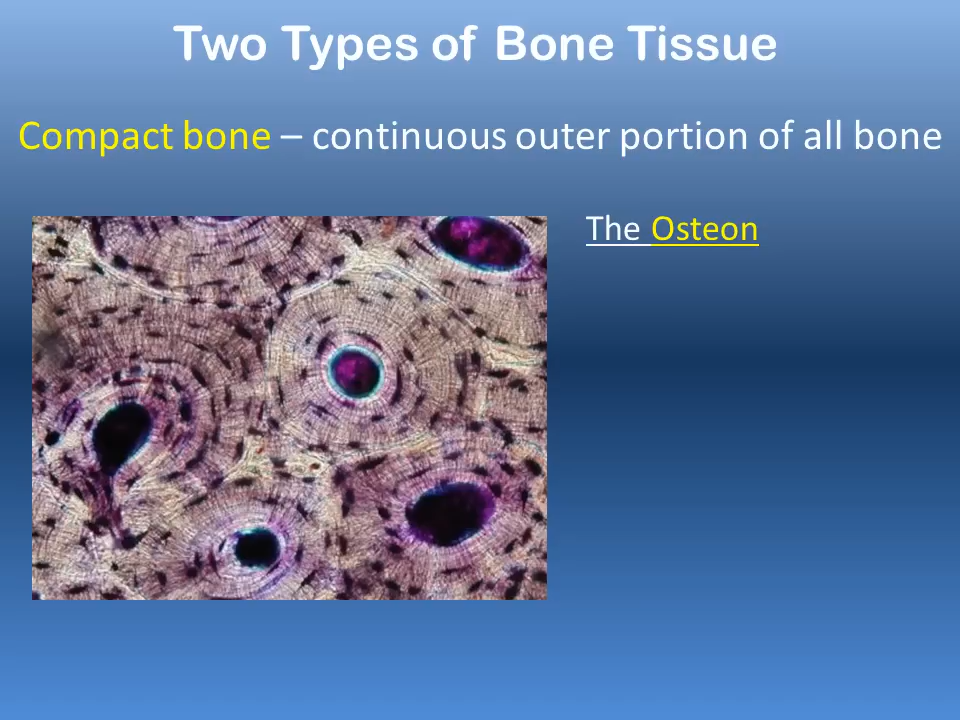 Two Types of Bone Tissue
Compact bone – continuous outer portion of all bone
The Osteon